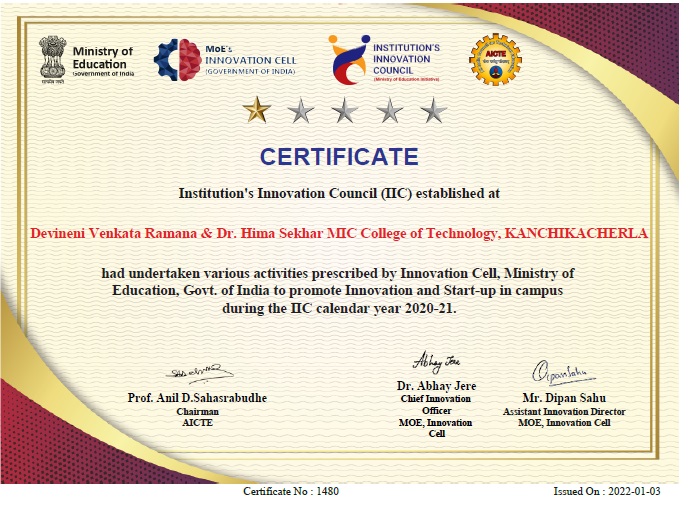 Ministry of
Education
Government of India
MoE's
INNOVATION CELL
(GOVERNMENT OF INDIA)
INSTITUTION'S
INNOVATION
COUNCIL
(Ministry of Education Initiative)
AICTE
CERTIFICATE
Institution's Innovation Council (IIC) established at
Devineni Venkata Ramana & Dr. Hima Sekhar MIC College of Technology, KANCHIKACHERLA
had undertaken various activities prescribed by Innovation Cell, Ministry of
Education, Govt. of India to promote Innovation and Start-up in campus
during the IIC calendar year 2020-21.
Abhay Jere
Dipan Sahu
Prof. Anil D.Sahasrabudhe
Chairman
AICTE
Dr. Abhay Jere
Chief Innovation
Officer
MOE, Innovation
Cell
Mr. Dipan Sahu
Assistant Innovation Director
MOE, Innovation Cell
Certificate No : 1480
Issued On : 2022-01-03